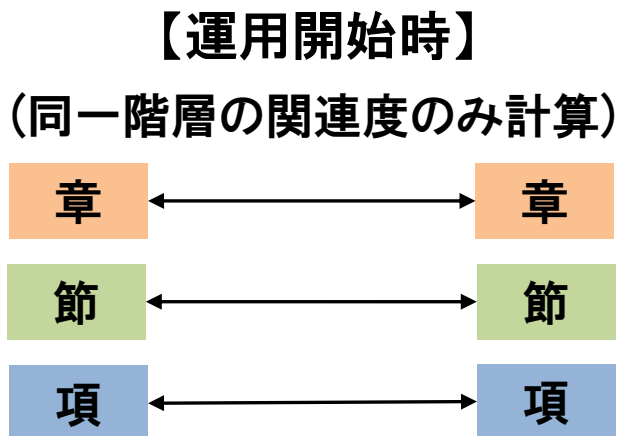 【運用開始時】
(同一階層の関連度のみ計算)
章 章
節 節
項 項